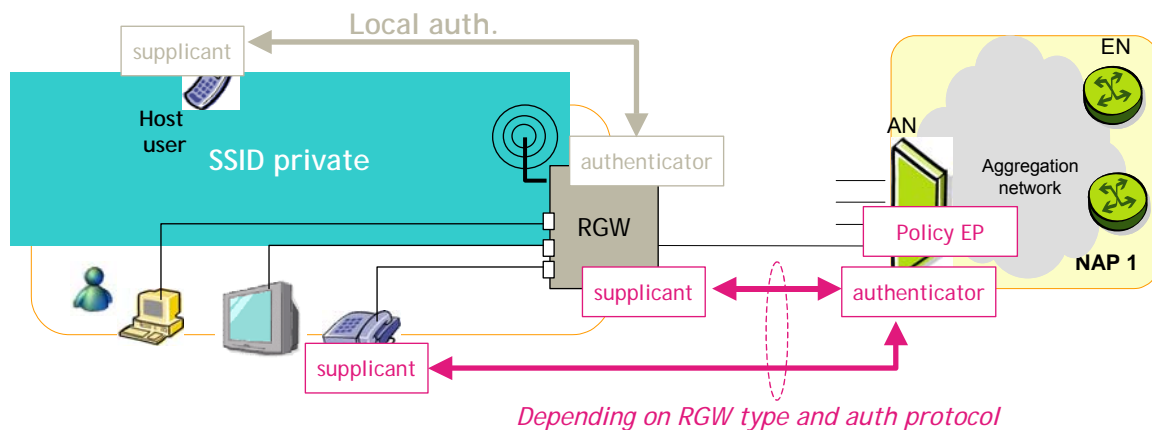 Local auth.
supplicant
EN
Host
user
SSID private
authenticator
AN
Aggregation
network
RGW
Policy EP
NAP 1
supplicant
authenticator
supplicant
Depending on RGW type and auth protocol